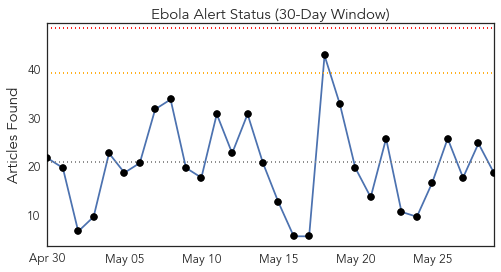 Ebola Alert Status (30-Day Window)
Articles Found
40
30
20
10
Apr 30
May 05
May 10
May 15
May 20
May 25